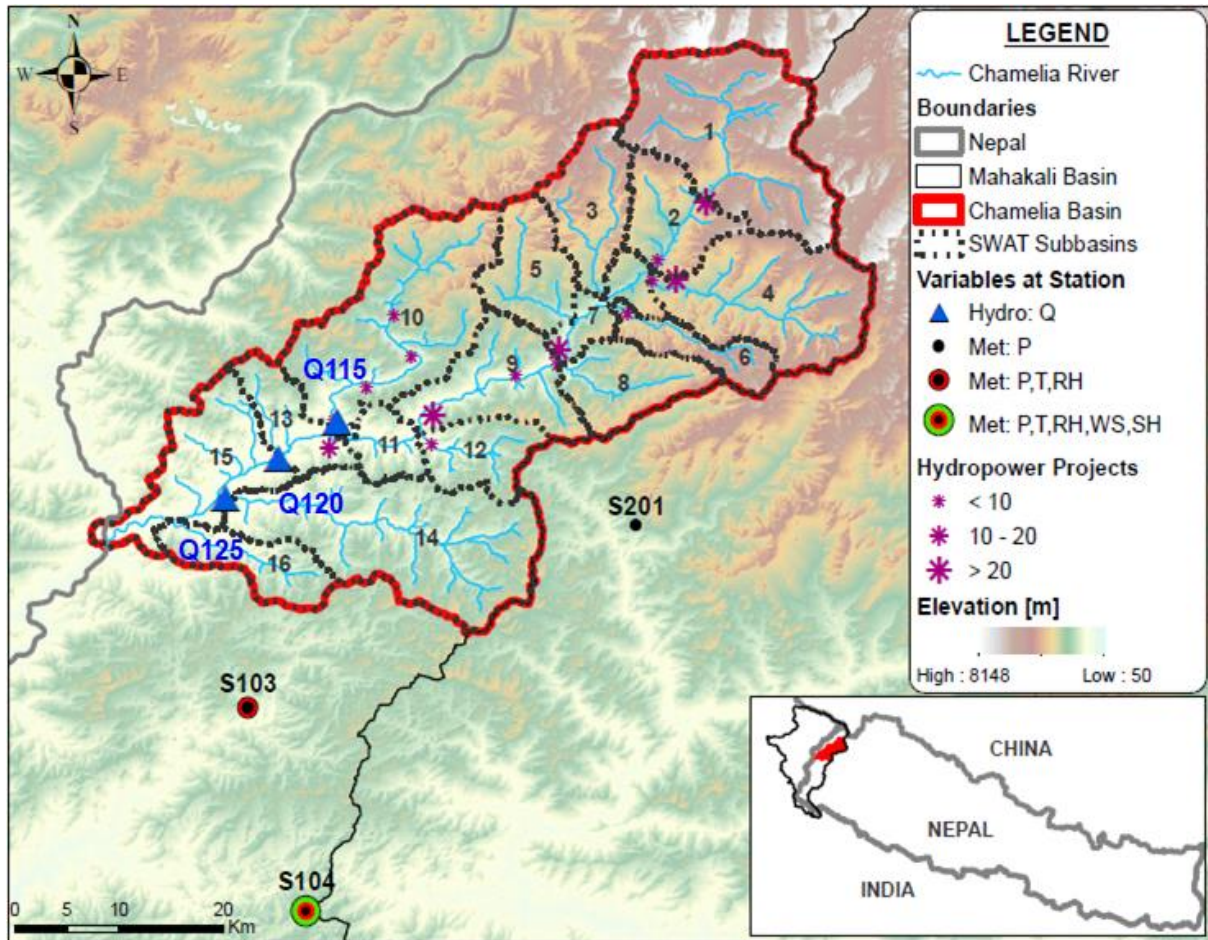 N
W E
S
LEGEND
Chamelia River
Boundaries
Nepal
Mahakali Basin
Chamelia Basin
SWAT Subbasins
Variables at Station
Hydro: Q
Met: P
Met: P,T,RH
Met: P,T,RH,WS,SH
Hydropower Projects
< 10
10 - 20
> 20
Elevation [m]
High : 8148 Low : 50
1
2
3
4
5
6
7
8
9
10
11
12
13
14
15
16
Q115
Q120
Q125
S201
S103
S104
0 5 10 20
Km
CHINA
NEPAL
INDIA